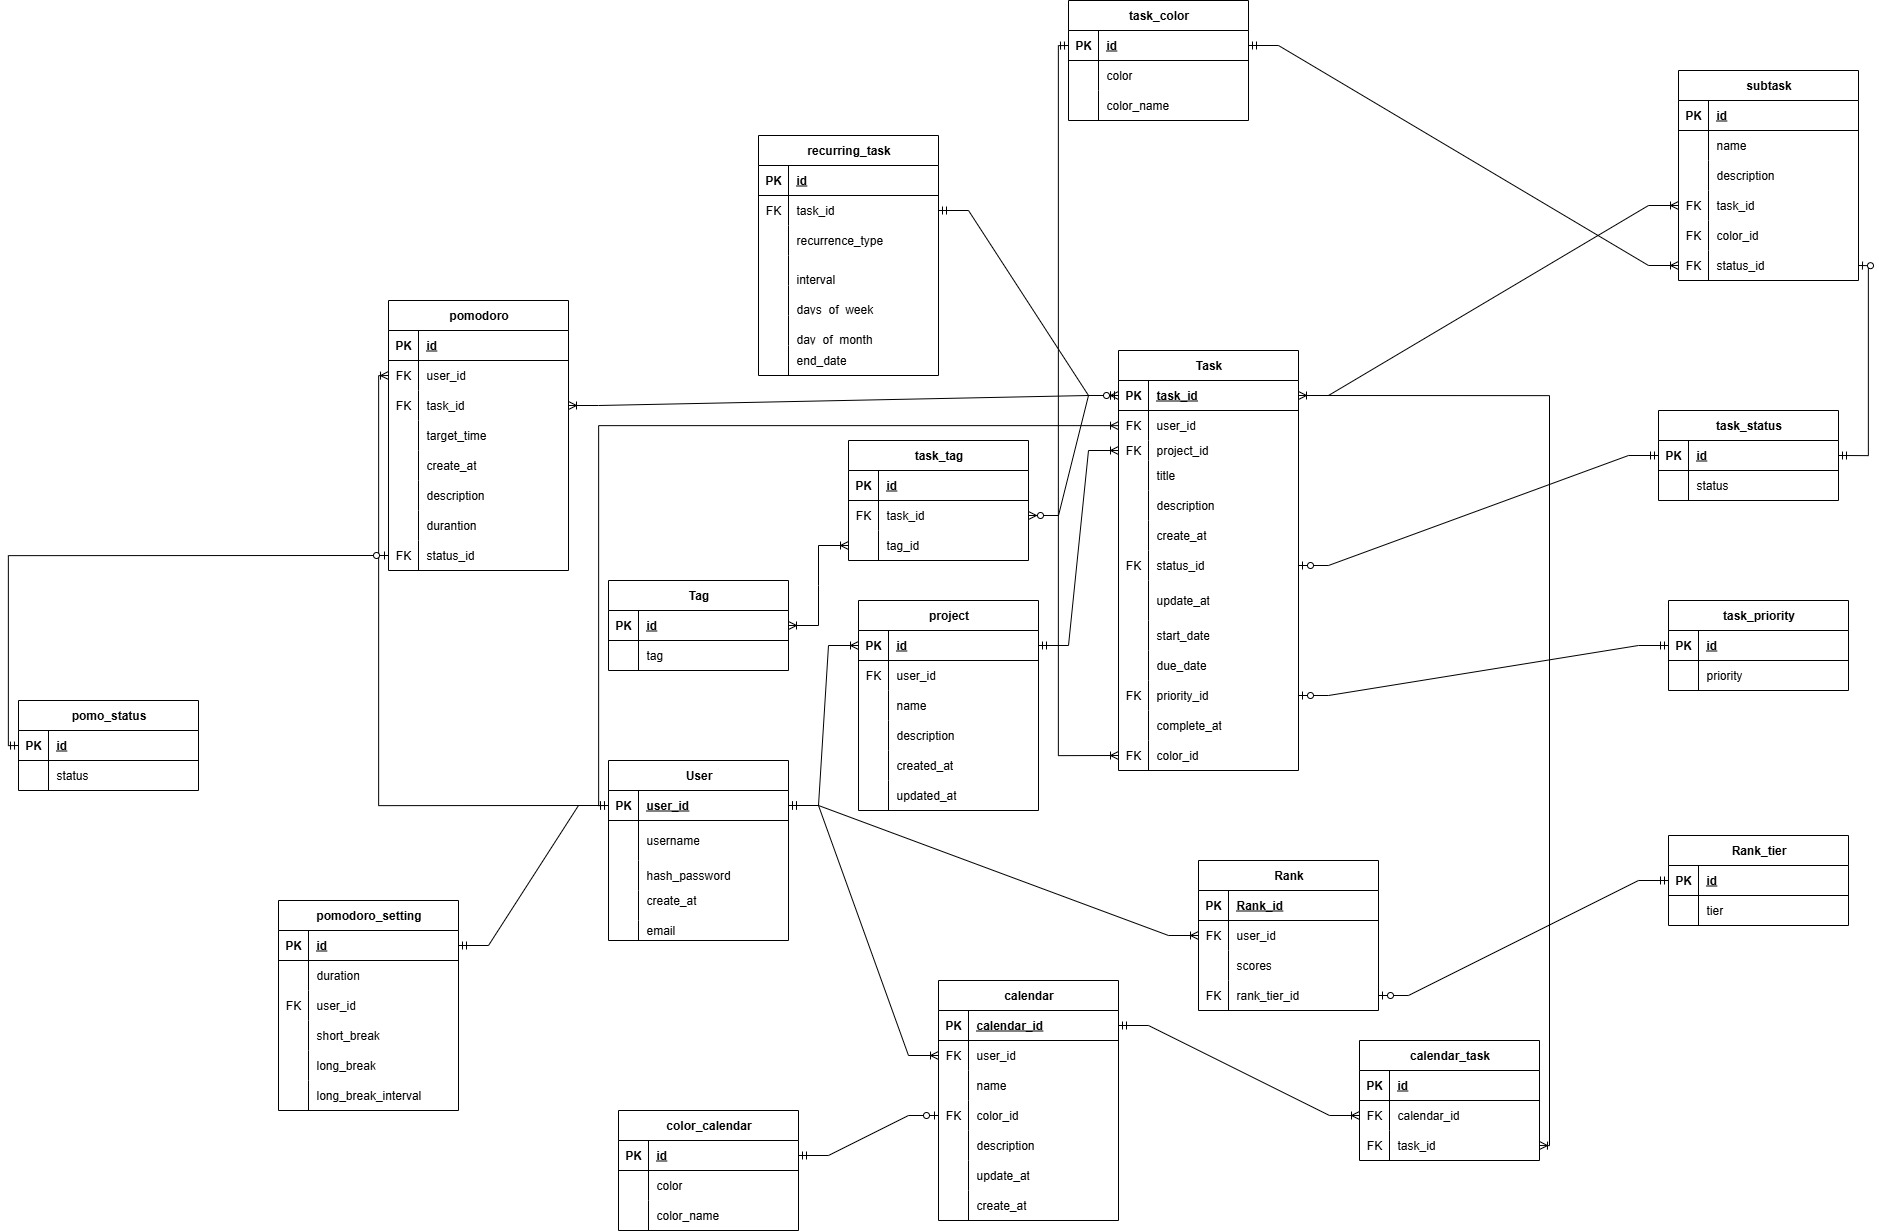 task_color
PK id
color
color_name
subtask
PK id
name
description
FK task_id
FK color_id
FK status_id
recurring_task
PK id
FK task_id
recurrence_type
interval
days_of_week
day_of_month
end_date
pomodoro
PK id
FK user_id
FK task_id
target_time
create_at
description
durantion
FK status_id
Task
PK task_id
FK user_id
FK project_id
title
description
create_at
FK status_id
update_at
start_date
due_date
FK priority_id
complete_at
FK color_id
task_status
PK id
status
task_tag
PK id
FK task_id
tag_id
Tag
PK id
tag
project
PK id
FK user_id
name
description
created_at
updated_at
task_priority
PK id
priority
pomo_status
PK id
status
User
PK user_id
username
hash_password
create_at
email
Rank_tier
PK id
tier
Rank
PK Rank_id
FK user_id
scores
FK rank_tier_id
pomodoro_setting
PK id
duration
FK user_id
short_break
long_break
long_break_interval
calendar
PK calendar_id
FK user_id
name
FK color_id
description
update_at
create_at
calendar_task
PK id
FK calendar_id
FK task_id
color_calendar
PK id
color
color_name